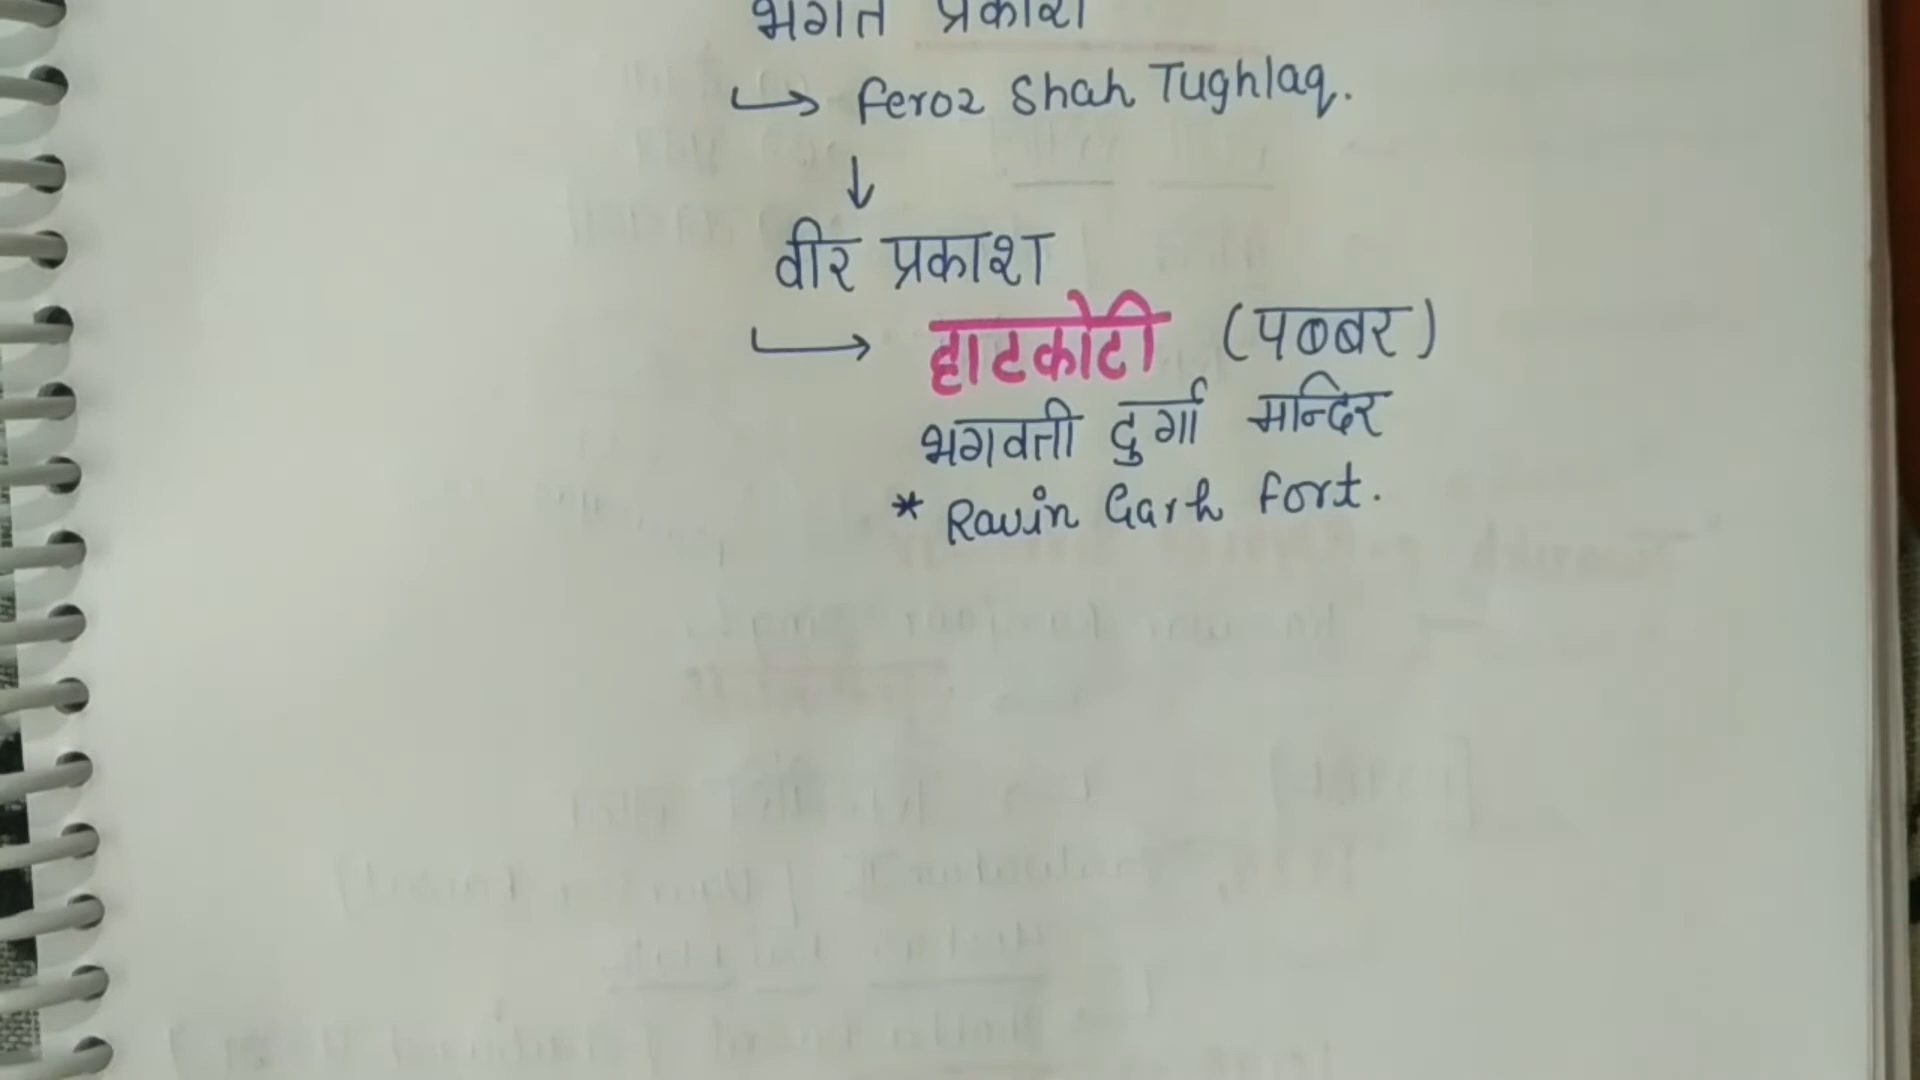 भगत प्रकाश
↳ Feroz Shah Tughlaq.
↓
वीर प्रकाश
↳ हाटकोटी (पब्बर)
भगवती दुर्गा मन्दिर
* Ravin Garh Fort.